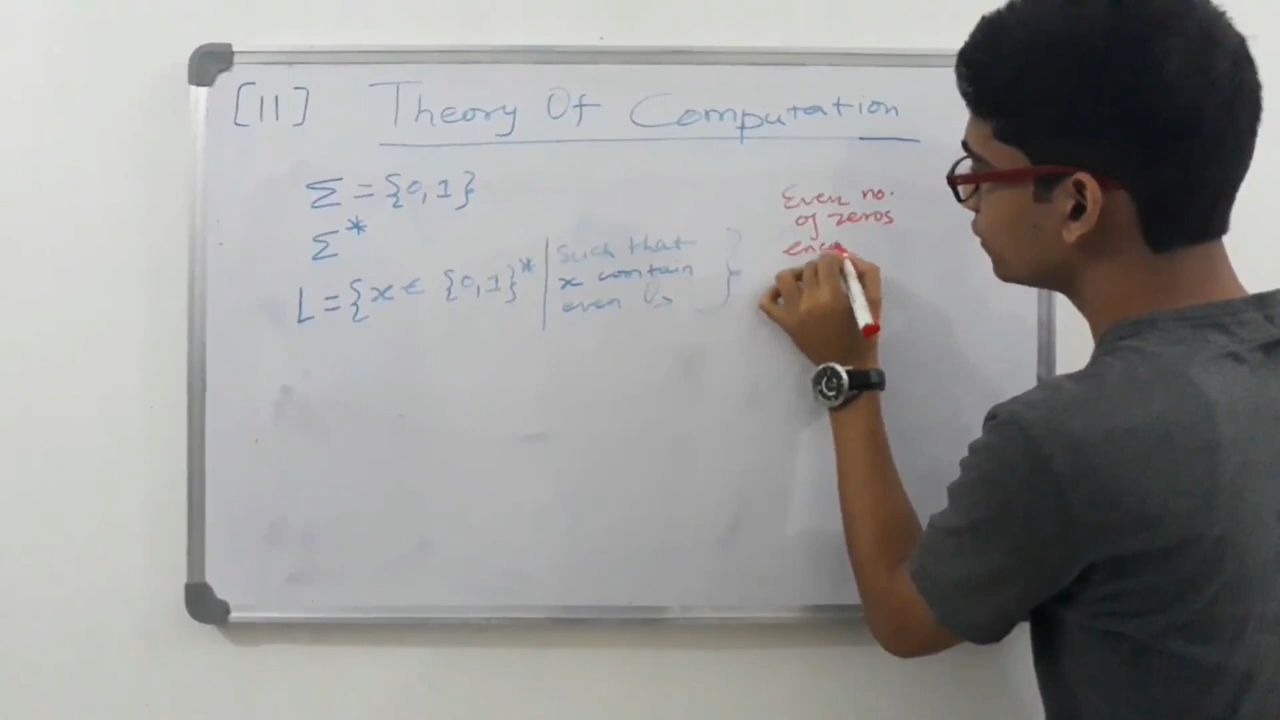 [11] Theory Of Computation
Σ = {0,1}
Σ*
L = {x ∈ {0,1}* | Such that x contain even 0s }
Even no.
of zeros